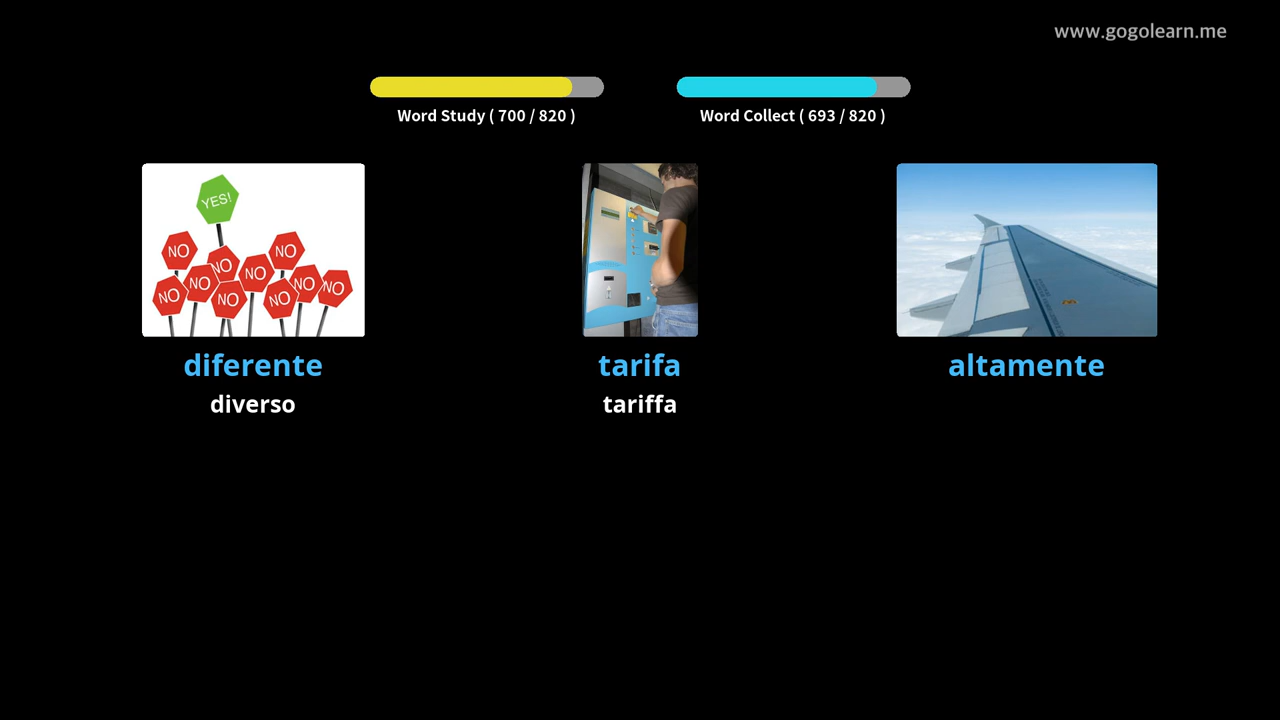 www.gogolearn.me
Word Study ( 700 / 820 )
Word Collect ( 693 / 820 )
YES!
NO
NO
NO
NO
NO
NO
NO
NO
NO
NO
diferente
tarifa
altamente
diverso
tariffa